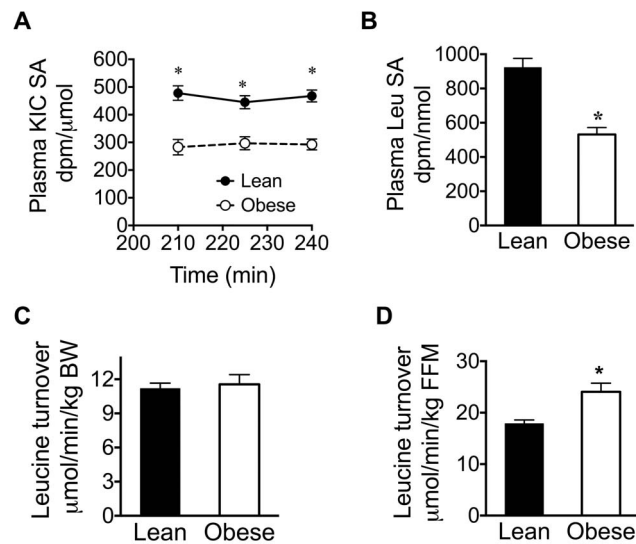 A
Plasma KIC SA
dpm/μmol
600
500
400
300
200
100
0
* * *
Lean
Obese
200 210 220 230 240
Time (min)
B
Plasma Leu SA
dpm/nmol
1000
800
600
400
200
0
*
Lean Obese
C
Leucine turnover
μmol/min/kg BW
12
9
6
3
0
Lean Obese
D
Leucine turnover
μmol/min/kg FFM
30
20
10
0
*
Lean Obese